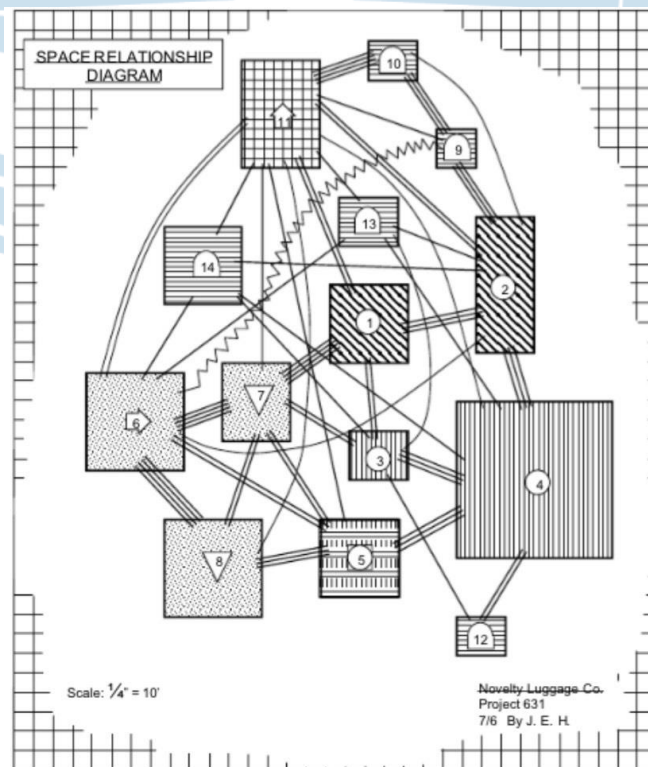 SPACE RELATIONSHIP
DIAGRAM
10
11
9
13
14
2
1
7
6
3
4
8
5
12
Scale: ¼" = 10'
Novelty Luggage Co.
Project 631
7/6 By J. E. H.